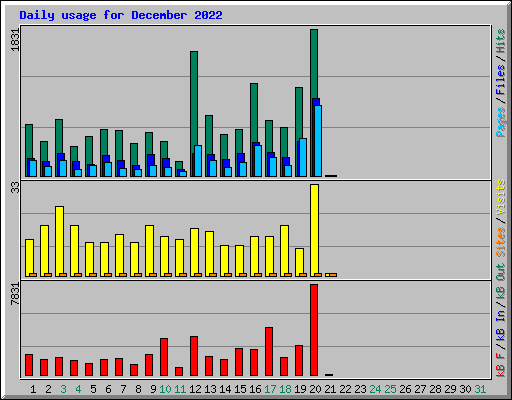 Daily usage for December 2022
1831
Pages / Files / Hits
33
Sites / Visits
7831
kB F / kB In / kB Out
1 2 3 4 5 6 7 8 9 10 11 12 13 14 15 16 17 18 19 20 21 22 23 24 25 26 27 28 29 30 31